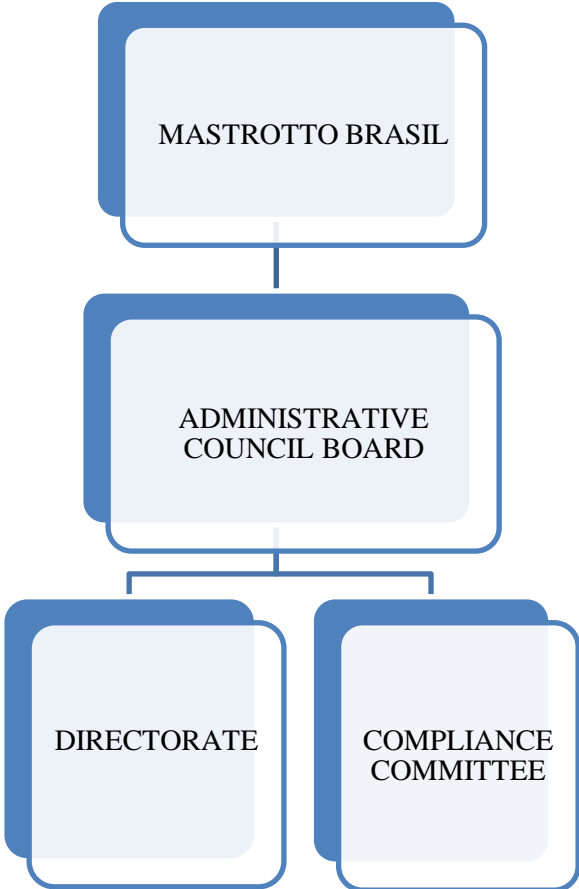 MASTROTTO BRASIL
ADMINISTRATIVE
COUNCIL BOARD
DIRECTORATE
COMPLIANCE
COMMITTEE